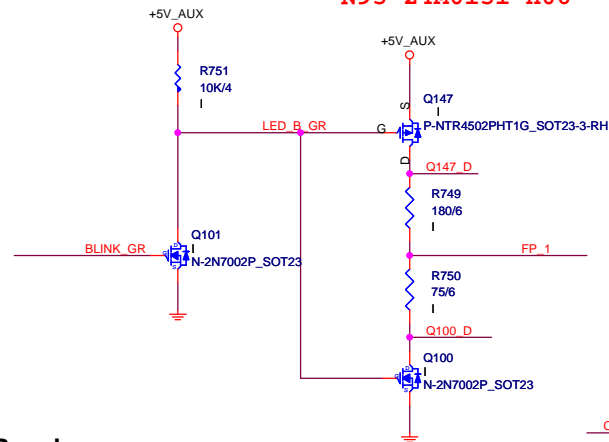 +5V_AUX
+5V_AUX
R751
10K/4
I
Q147
I
P-NTR4502PHT1G_SOT23-3-RH
S
G
D
LED_B_GR
Q147_D
R749
180/6
I
Q101
I
N-2N7002P_SOT23
BLINK_GR
FP_1
R750
75/6
I
Q100_D
Q100
I
N-2N7002P_SOT23